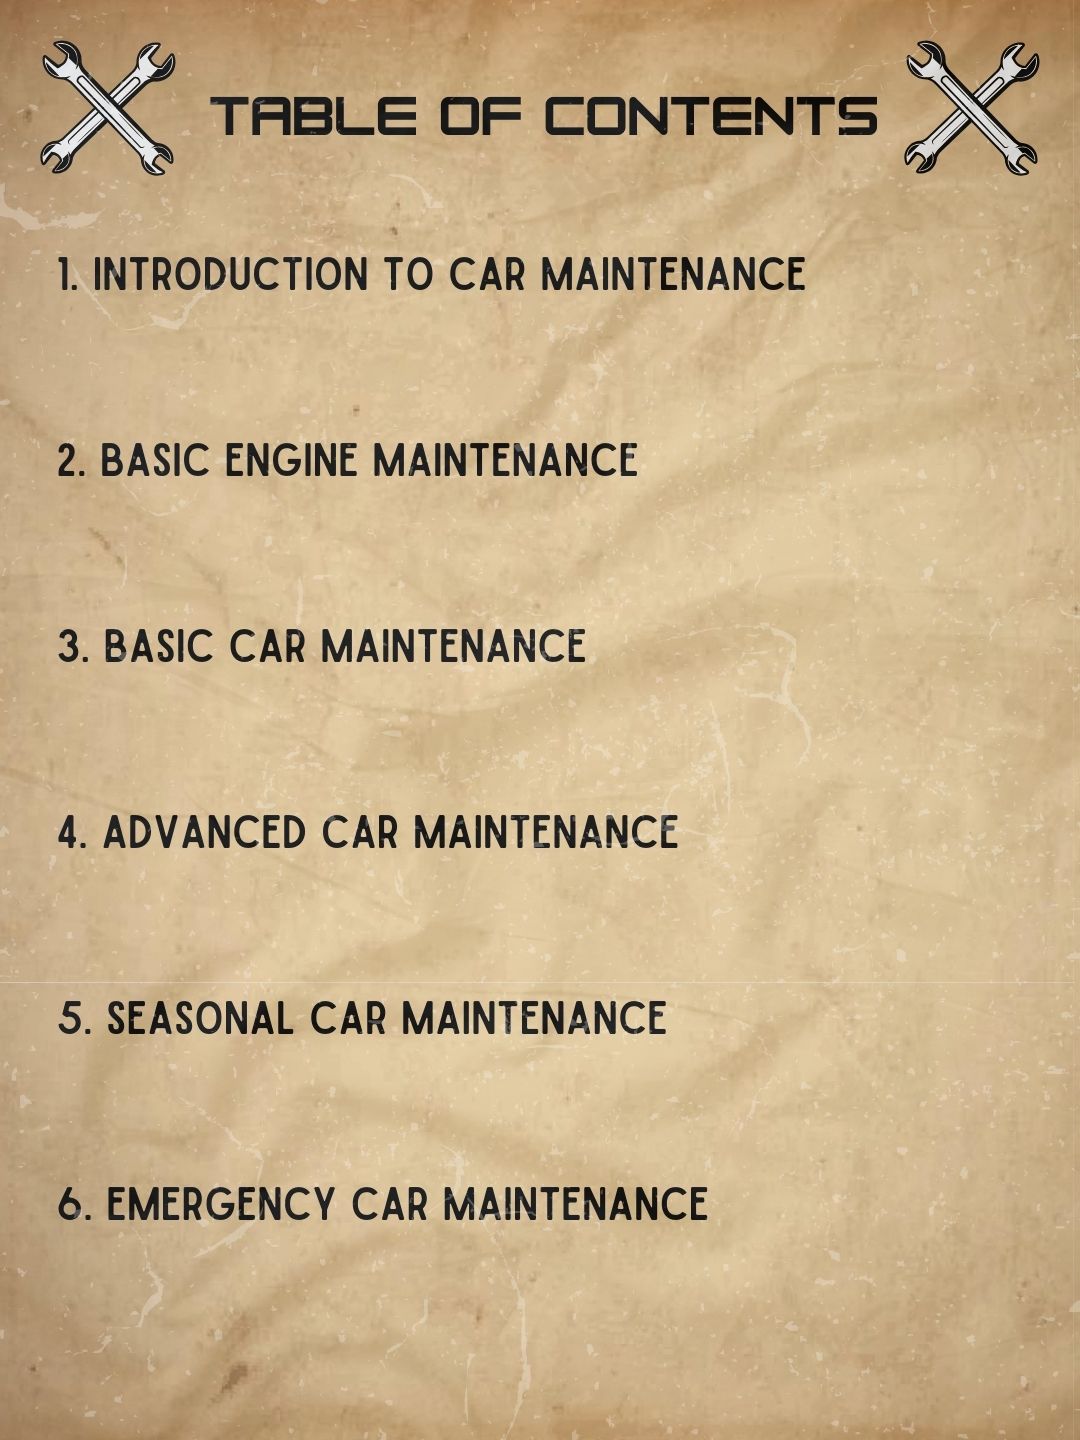 TABLE OF CONTENTS
1. INTRODUCTION TO CAR MAINTENANCE
2. BASIC ENGINE MAINTENANCE
3. BASIC CAR MAINTENANCE
4. ADVANCED CAR MAINTENANCE
5. SEASONAL CAR MAINTENANCE
6. EMERGENCY CAR MAINTENANCE